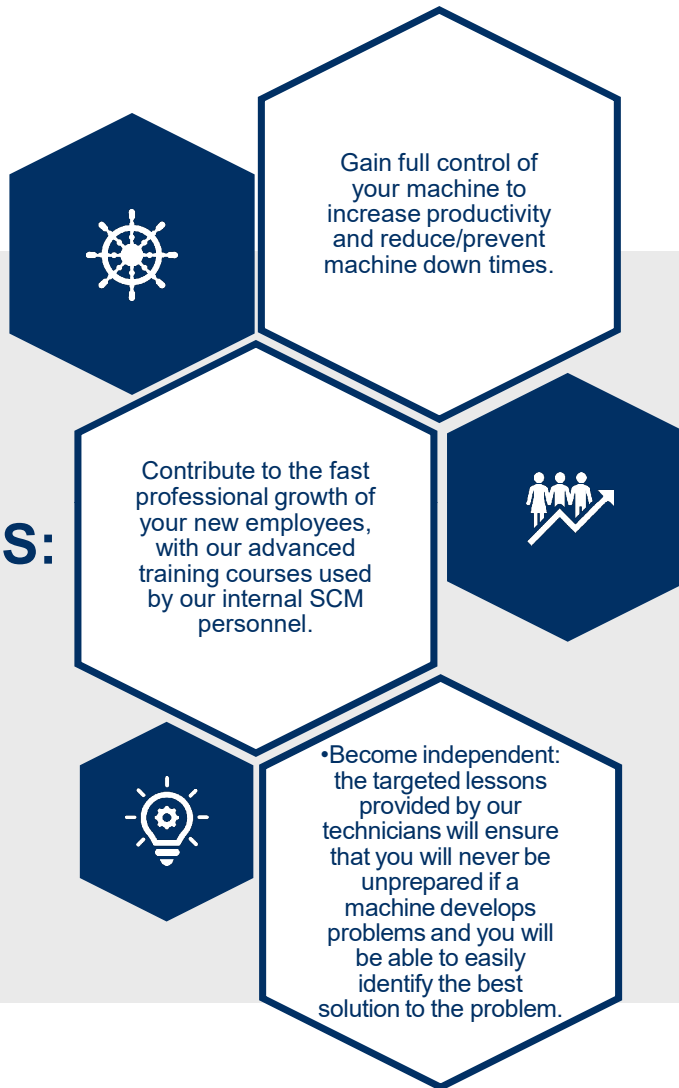 Gain full control of
your machine to
increase productivity
and reduce/prevent
machine down times.
S:
Contribute to the fast
professional growth of
your new employees,
with our advanced
training courses used
by our internal SCM
personnel.
•Become independent:
the targeted lessons
provided by our
technicians will ensure
that you will never be
unprepared if a
machine develops
problems and you will
be able to easily
identify the best
solution to the problem.